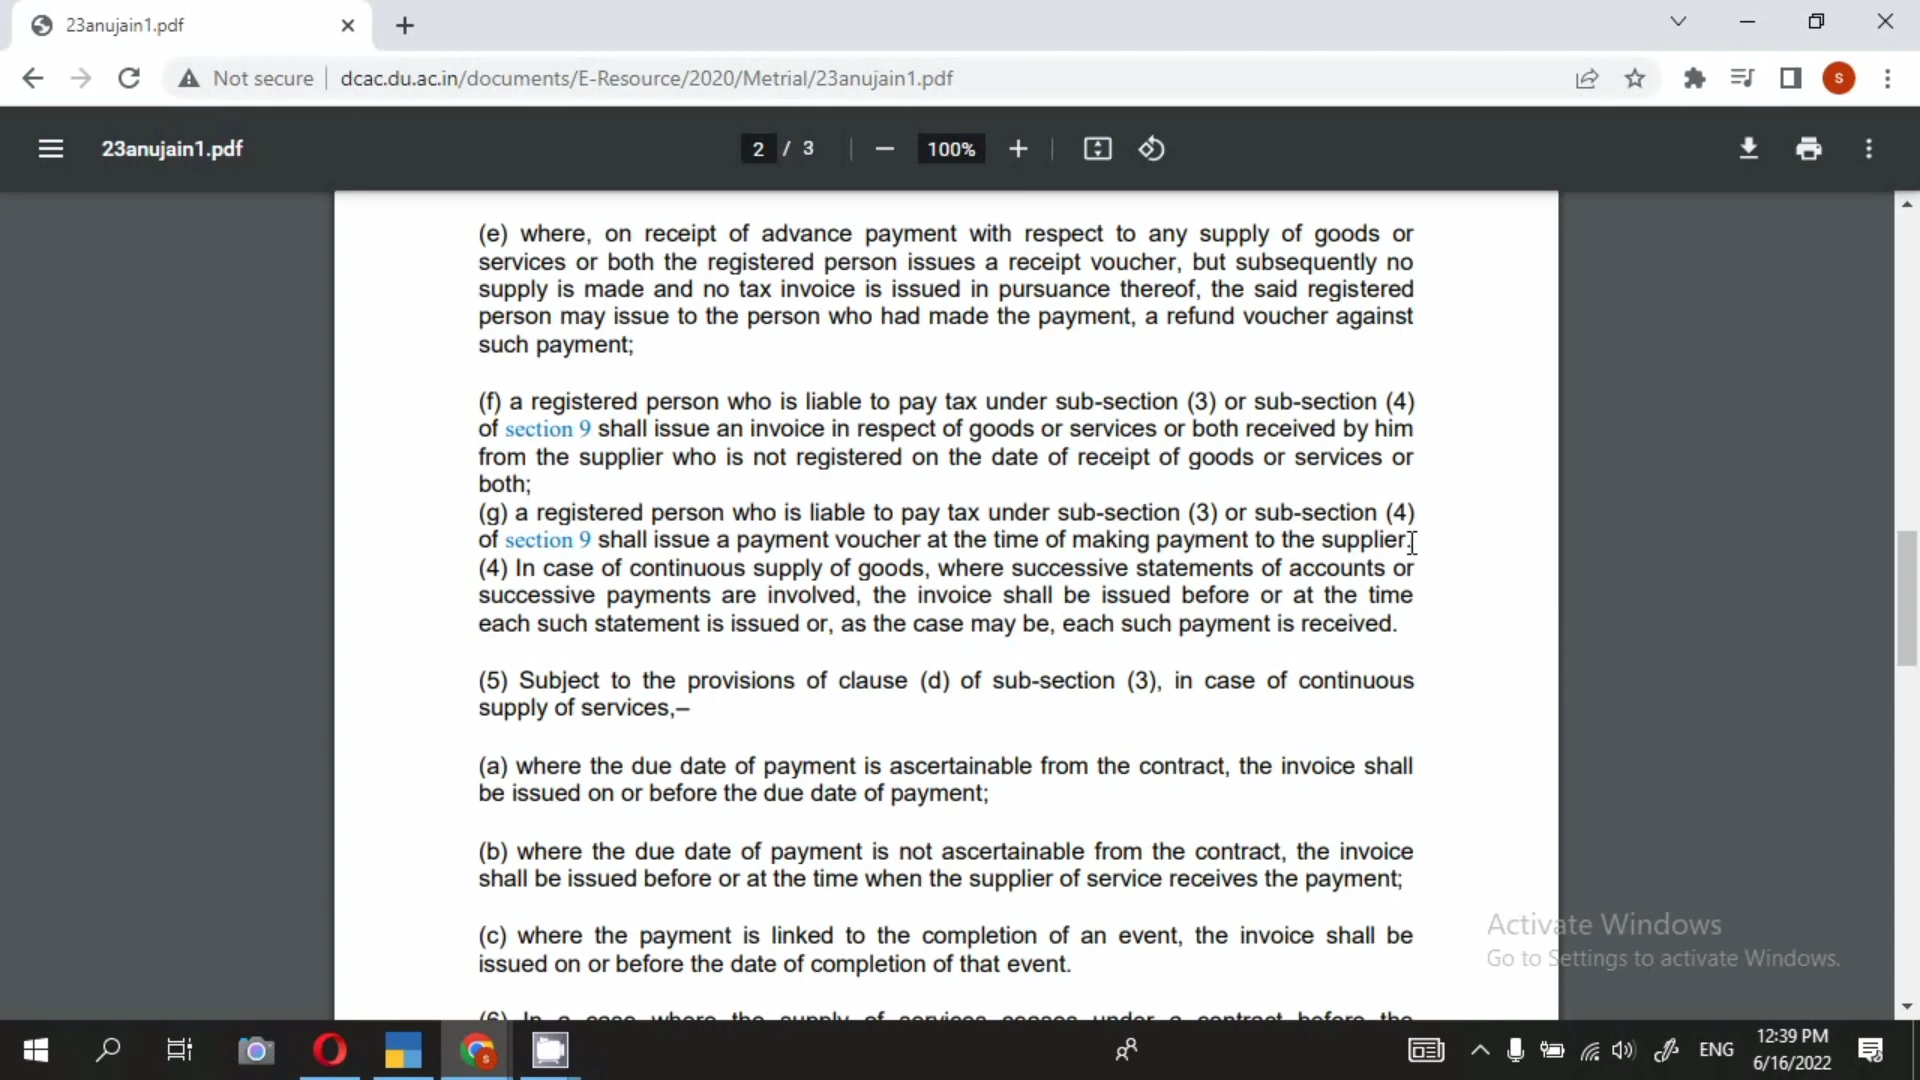 23anujain1.pdf
Not secure
dcac.du.ac.in/documents/E-Resource/2020/Metrial/23anujain1.pdf
S
23anujain1.pdf
2 / 3
100%
(e) where, on receipt of advance payment with respect to any supply of goods or
services or both the registered person issues a receipt voucher, but subsequently no
supply is made and no tax invoice is issued in pursuance thereof, the said registered
person may issue to the person who had made the payment, a refund voucher against
such payment;
(f) a registered person who is liable to pay tax under sub-section (3) or sub-section (4)
of section 9 shall issue an invoice in respect of goods or services or both received by him
from the supplier who is not registered on the date of receipt of goods or services or
both;
(g) a registered person who is liable to pay tax under sub-section (3) or sub-section (4)
of section 9 shall issue a payment voucher at the time of making payment to the supplier.
(4) In case of continuous supply of goods, where successive statements of accounts or
successive payments are involved, the invoice shall be issued before or at the time
each such statement is issued or, as the case may be, each such payment is received.
(5) Subject to the provisions of clause (d) of sub-section (3), in case of continuous
supply of services,–
(a) where the due date of payment is ascertainable from the contract, the invoice shall
be issued on or before the due date of payment;
(b) where the due date of payment is not ascertainable from the contract, the invoice
shall be issued before or at the time when the supplier of service receives the payment;
(c) where the payment is linked to the completion of an event, the invoice shall be
issued on or before the date of completion of that event.
(6) In a case where the supply of services ceases under a contract before the
Activate Windows
Go to Settings to activate Windows.
ENG
12:39 PM
6/16/2022